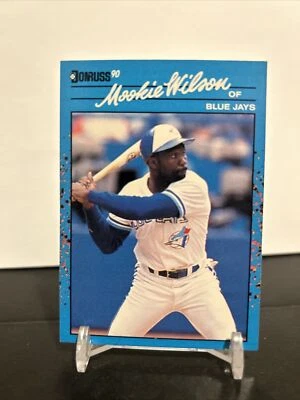 DONRUSS 90
Mookie Wilson
OF
BLUE JAYS